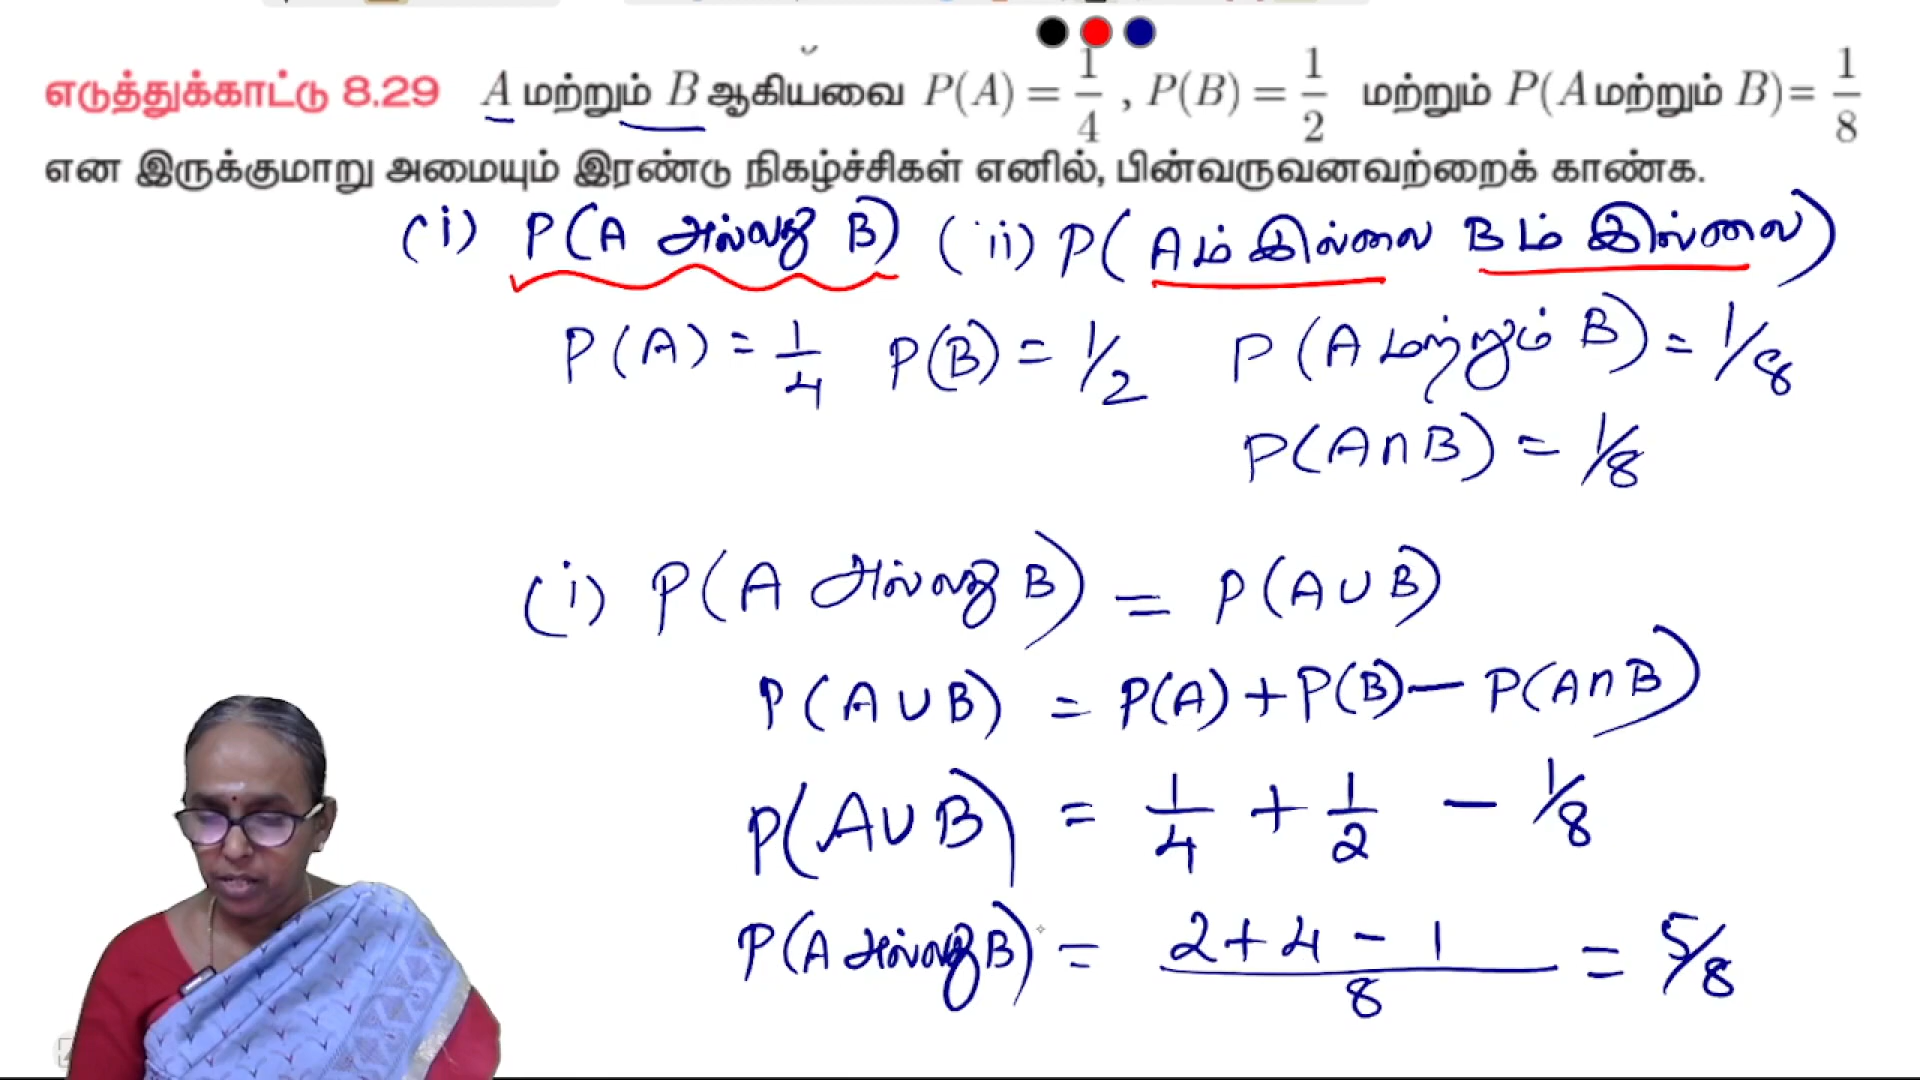 எடுத்துக்காட்டு 8.29 A மற்றும் B ஆகியவை P(A) = 1/4 , P(B) = 1/2 மற்றும் P(A மற்றும் B)= 1/8
என இருக்குமாறு அமையும் இரண்டு நிகழ்ச்சிகள் எனில், பின்வருவனவற்றைக் காண்க.
(i) P(A அல்லது B) (ii) P(Aம் இல்லை Bம் இல்லை)
P(A) = 1/4 P(B) = 1/2 P(A மற்றும் B) = 1/8
P(A∩B) = 1/8
(i) P(A அல்லது B) = P(A∪B)
P(A∪B) = P(A)+P(B)− P(A∩B)
P(A∪B) = 1/4 + 1/2 − 1/8
P(A அல்லது B) = 2+4−1/8 = 5/8